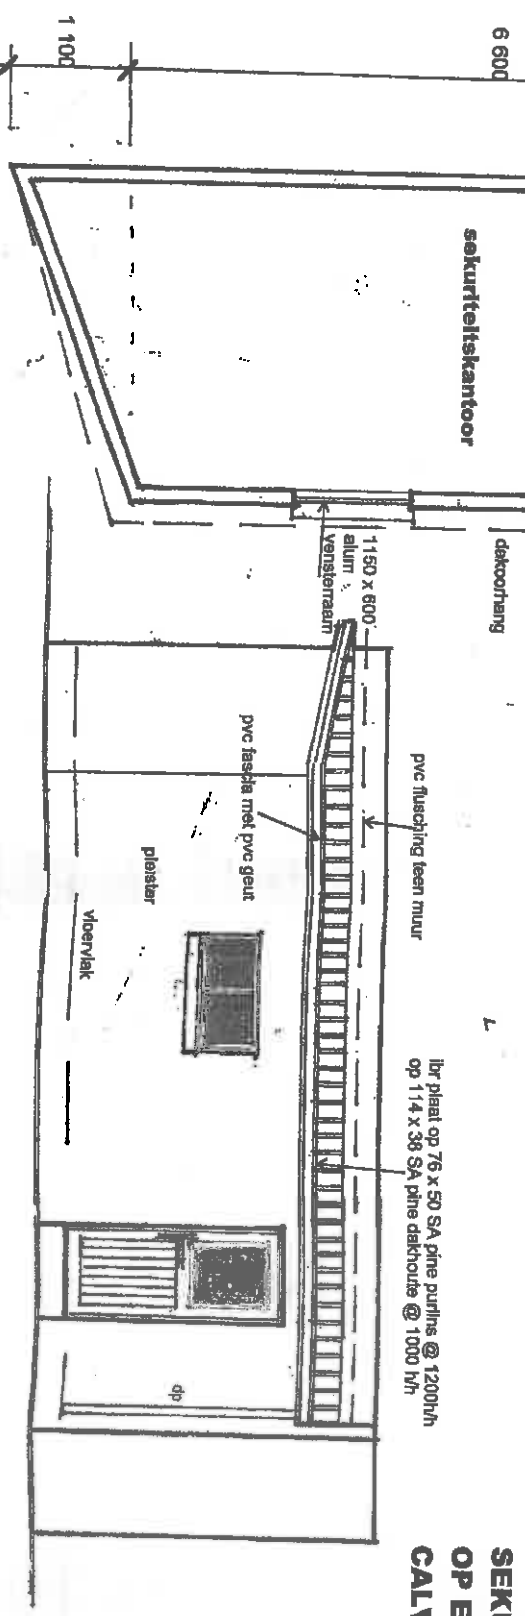 6 600
1 100
sekuriteitskantoor
dakoorhang
1150 x 600
alum
vensterraam
pvc flusching teen muur
pvc fascia met pvc geut
ibr plaat op 76 x 50 SA pine purlins @ 1200h/h
op 114 x 38 SA pine dakhoute @ 1000 h/h
pleister
vloervlak
dp
SEKU
OP E
CALV